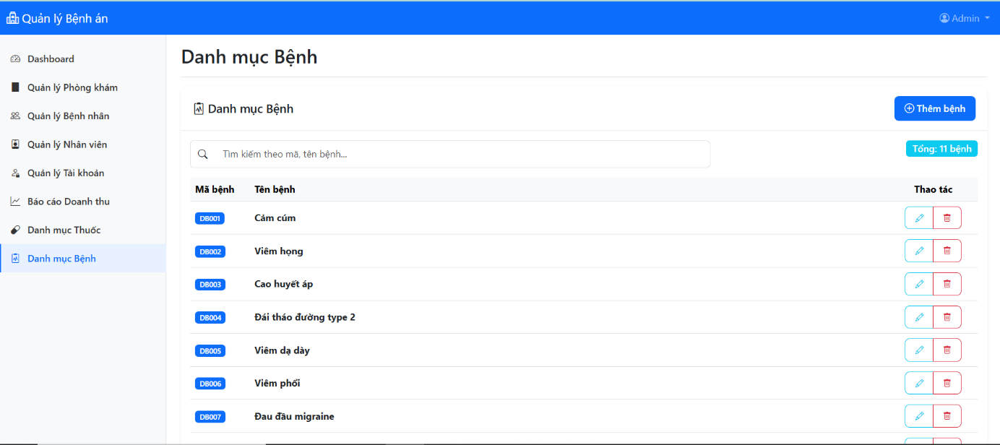 Quản lý Bệnh án
Admin
Dashboard
Quản lý Phòng khám
Quản lý Bệnh nhân
Quản lý Nhân viên
Quản lý Tài khoản
Báo cáo Doanh thu
Danh mục Thuốc
Danh mục Bệnh
Danh mục Bệnh
Danh mục Bệnh
Thêm bệnh
Tìm kiếm theo mã, tên bệnh...
Tổng: 11 bệnh
Mã bệnh Tên bệnh Thao tác
DB001 Cảm cúm
DB002 Viêm họng
DB003 Cao huyết áp
DB004 Đái tháo đường type 2
DB005 Viêm dạ dày
DB006 Viêm phổi
DB007 Đau đầu migraine